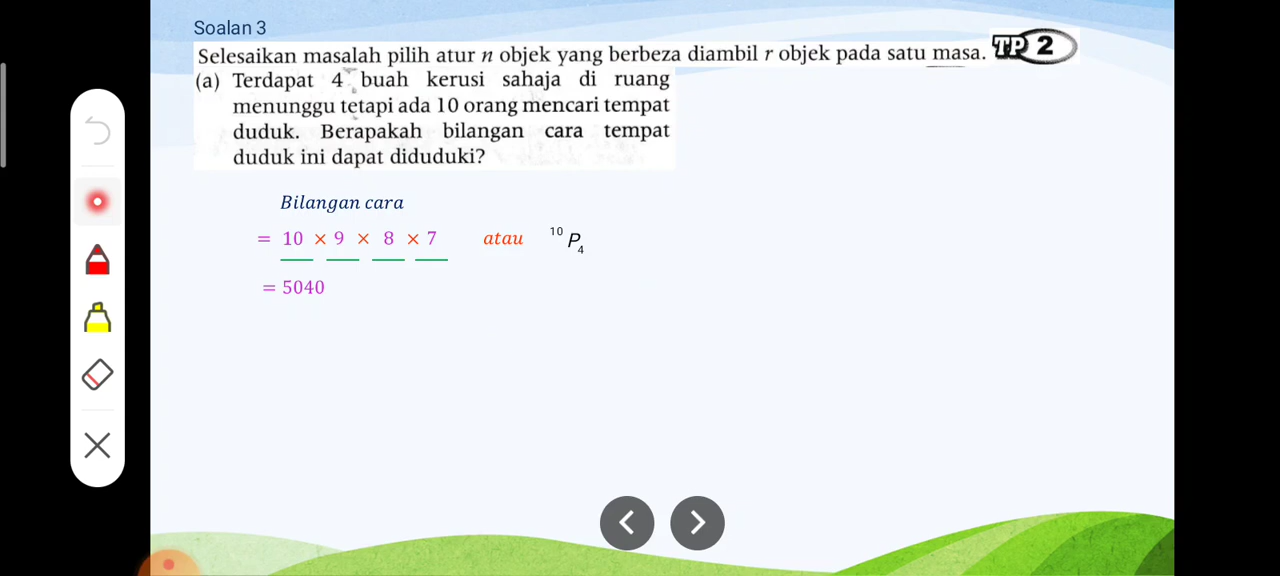 Soalan 3
Selesaikan masalah pilih atur n objek yang berbeza diambil r objek pada satu masa. TP 2
(a) Terdapat 4 buah kerusi sahaja di ruang
menunggu tetapi ada 10 orang mencari tempat
duduk. Berapakah bilangan cara tempat
duduk ini dapat diduduki?
Bilangan cara
= 10 × 9 × 8 × 7 atau ¹⁰P₄
= 5040